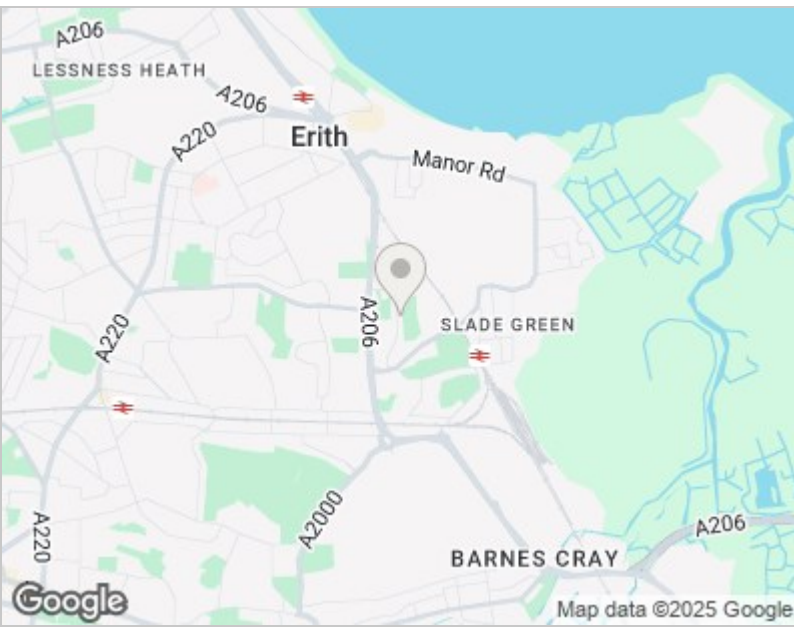 A206
LESSNESS HEATH
A206
A220
Erith
Manor Rd
A206
SLADE GREEN
A220
A2000
A220
A206
BARNES CRAY
Google
Map data ©2025 Google